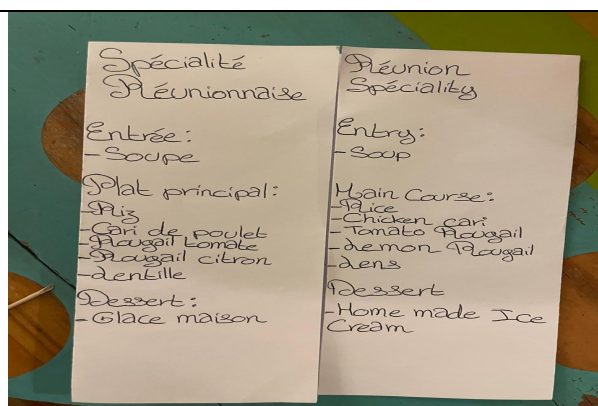 Spécialité
Réunionnaise
Entrée:
- Soupe
Plat principal:
- Riz
- Cari de poulet
- Rougail tomate
- Rougail citron
- Lentille
Dessert:
- Glace maison
Réunion
Spéciality
Entry:
- Soup
Main Course:
- Rice
- Chicken cari
- Tomato Rougail
- Lemon Rougail
- Lens
Dessert
- Home made Ice
Cream